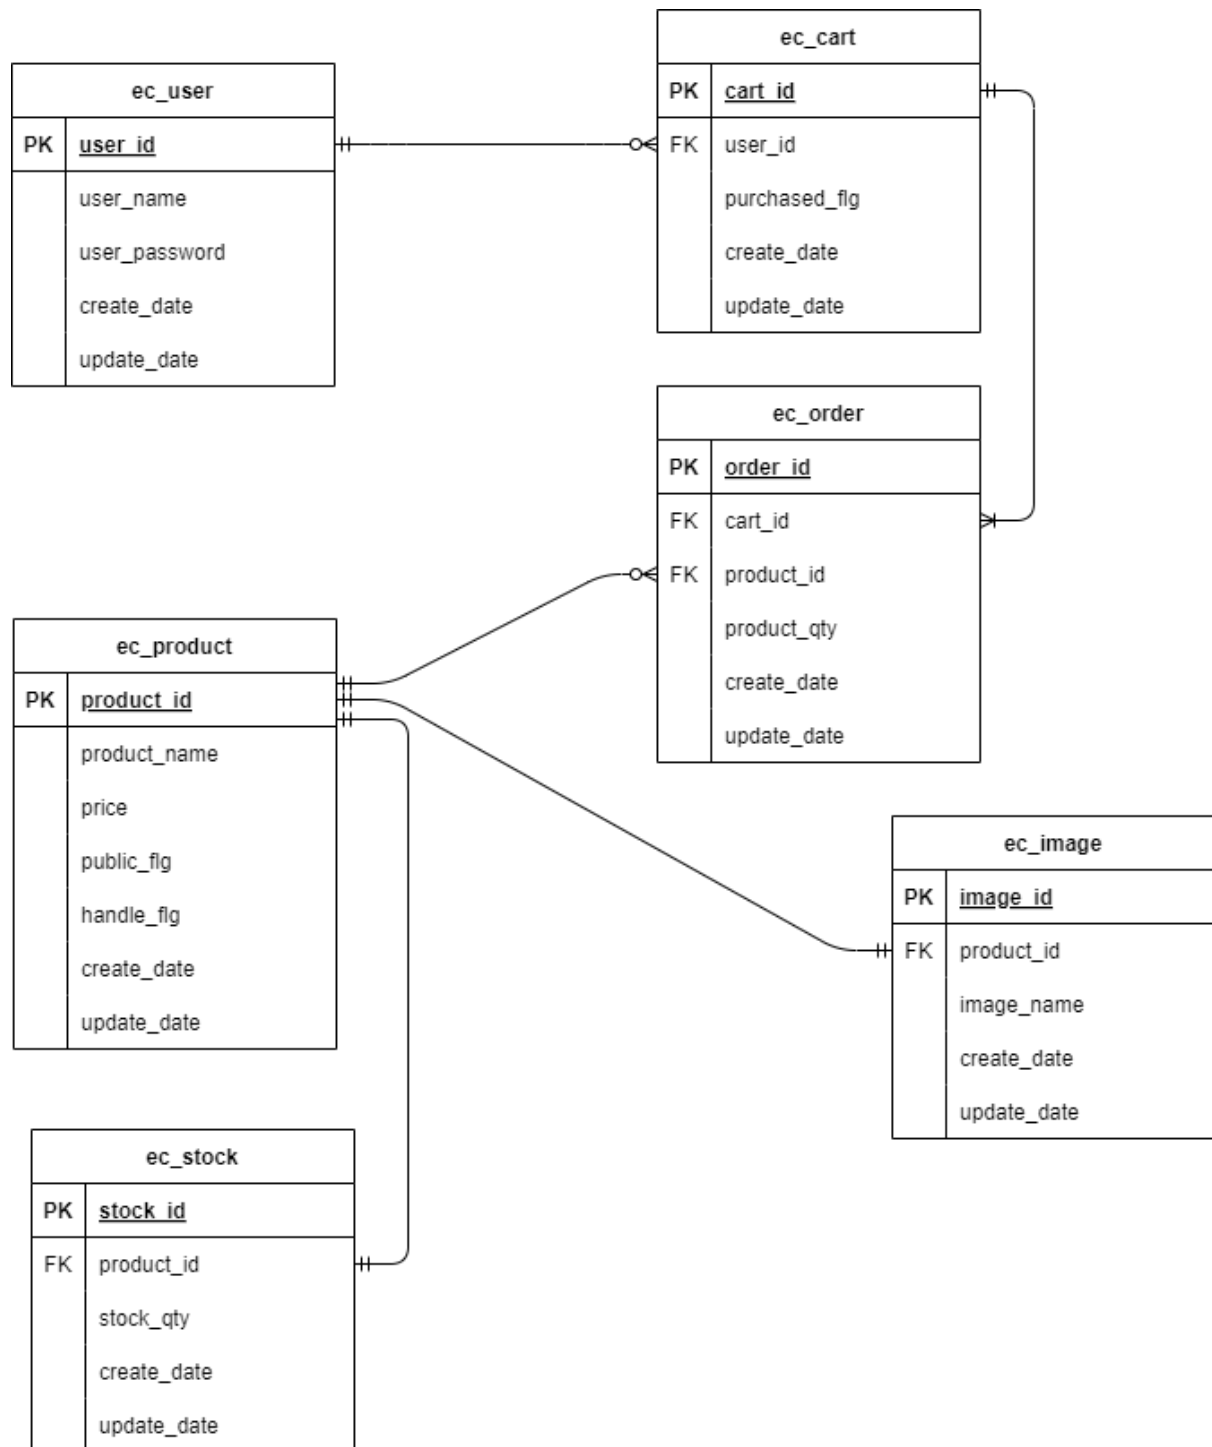 ec_user
PK user_id
user_name
user_password
create_date
update_date
ec_cart
PK cart_id
FK user_id
purchased_flg
create_date
update_date
ec_order
PK order_id
FK cart_id
FK product_id
product_qty
create_date
update_date
ec_product
PK product_id
product_name
price
public_flg
handle_flg
create_date
update_date
ec_image
PK image_id
FK product_id
image_name
create_date
update_date
ec_stock
PK stock_id
FK product_id
stock_qty
create_date
update_date